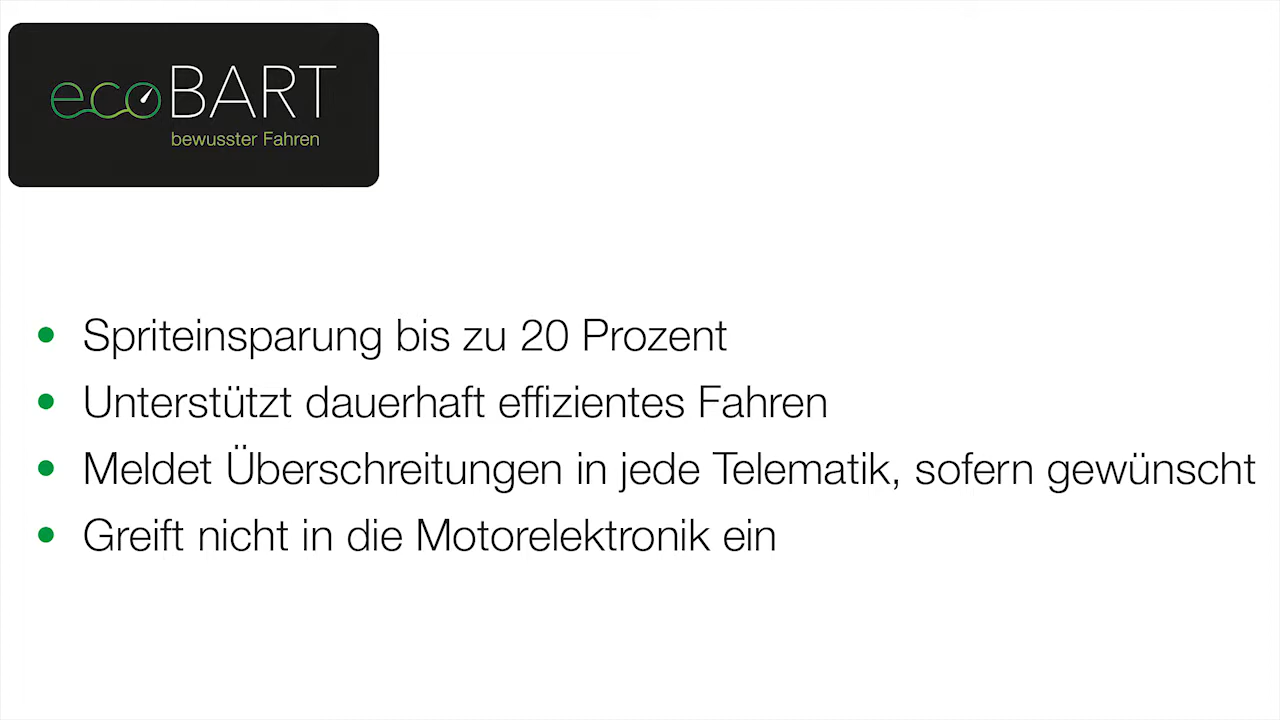 ecoBART
bewusster Fahren
• Spriteinsparung bis zu 20 Prozent
• Unterstützt dauerhaft effizientes Fahren
• Meldet Überschreitungen in jede Telematik, sofern gewünscht
• Greift nicht in die Motorelektronik ein